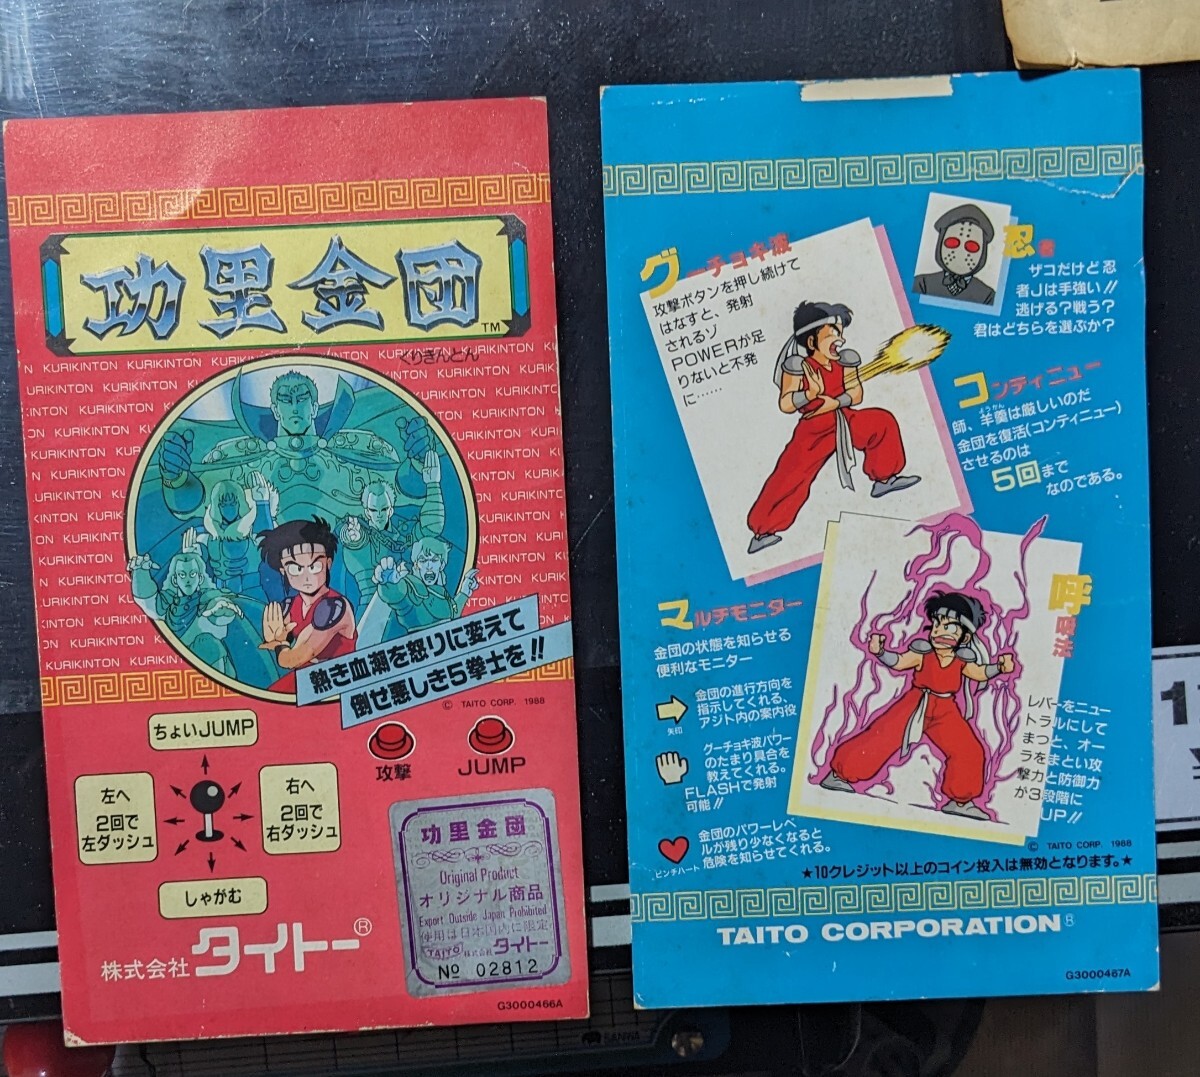 功里金団
TM
くりきんとん
KURIKINTON KURIKINTON KURIKINTON KURIKINTON
熱き血潮を怒りに変えて
倒せ悪しき5拳士を!!
© TAITO CORP. 1988
ちょいJUMP
左へ
2回で
左ダッシュ
右へ
2回で
右ダッシュ
しゃがむ
攻撃
JUMP
功里金団
Original Product
オリジナル商品
Export Outside Japan Prohibited
使用は日本国内に限定
TAITO 株式会社 タイトー
No 02812
株式会社 タイトー®
G3000466A
グーチョキ波
攻撃ボタンを押し続けて
はなすと、発射
されるゾ
POWERが足
りないと不発
に……
忍者
ザコだけど忍
者Jは手強い!!
逃げる?戦う?
君はどちらを選ぶか?
コンティニュー
ようかん
師、羊羹は厳しいのだ
金団を復活(コンティニュー)
させるのは
5回まで
なのである。
マルチモニター
金団の状態を知らせる
便利なモニター
金団の進行方向を
指示してくれる、
アジト内の案内役
矢印
グーチョキ波パワー
のたまり具合を
教えてくれる。
FLASHで発射
可能!!
金団のパワーレベ
ルが残り少なくなると
危険を知らせてくれる。
ピンチハート
呼吸法
レバーをニュー
トラルにして
まつと、オー
ラをまとい攻
撃力と防御力
が3段階に
UP!!
© TAITO CORP. 1988
★10クレジット以上のコイン投入は無効となります。★
TAITO CORPORATION®
G3000467A
SANWA
1